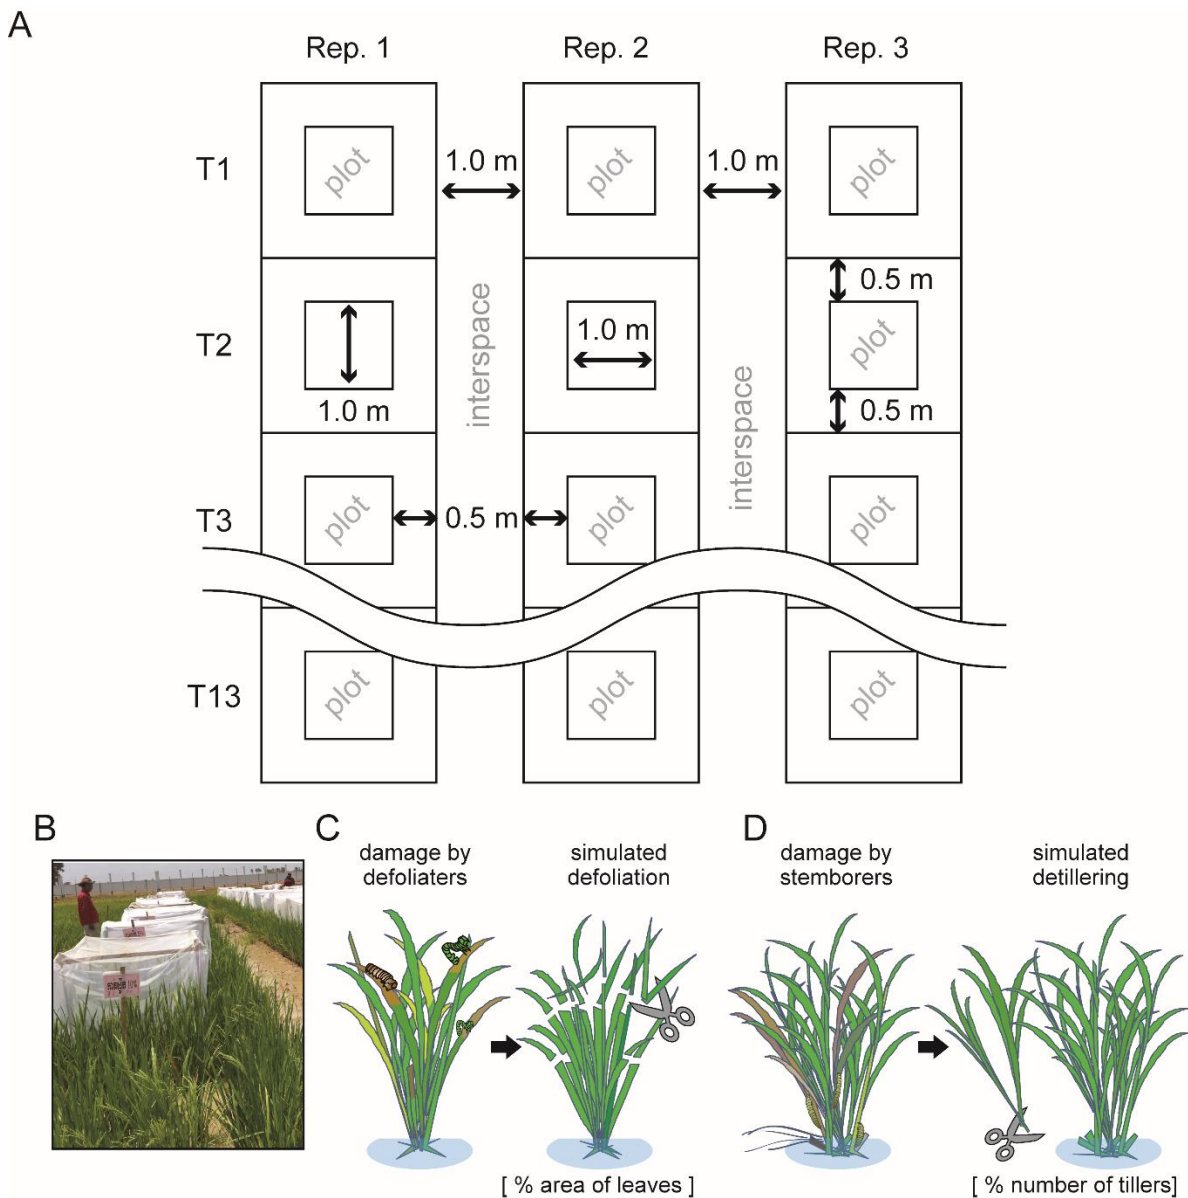 A
Rep. 1
Rep. 2
Rep. 3
T1
plot
1.0 m
plot
1.0 m
plot
T2
1.0 m
interspace
1.0 m
interspace
0.5 m
plot
0.5 m
T3
plot
0.5 m
plot
plot
T13
plot
plot
plot
B
C
damage by
defoliaters
simulated
defoliation
[ % area of leaves ]
D
damage by
stemborers
simulated
detillering
[ % number of tillers]